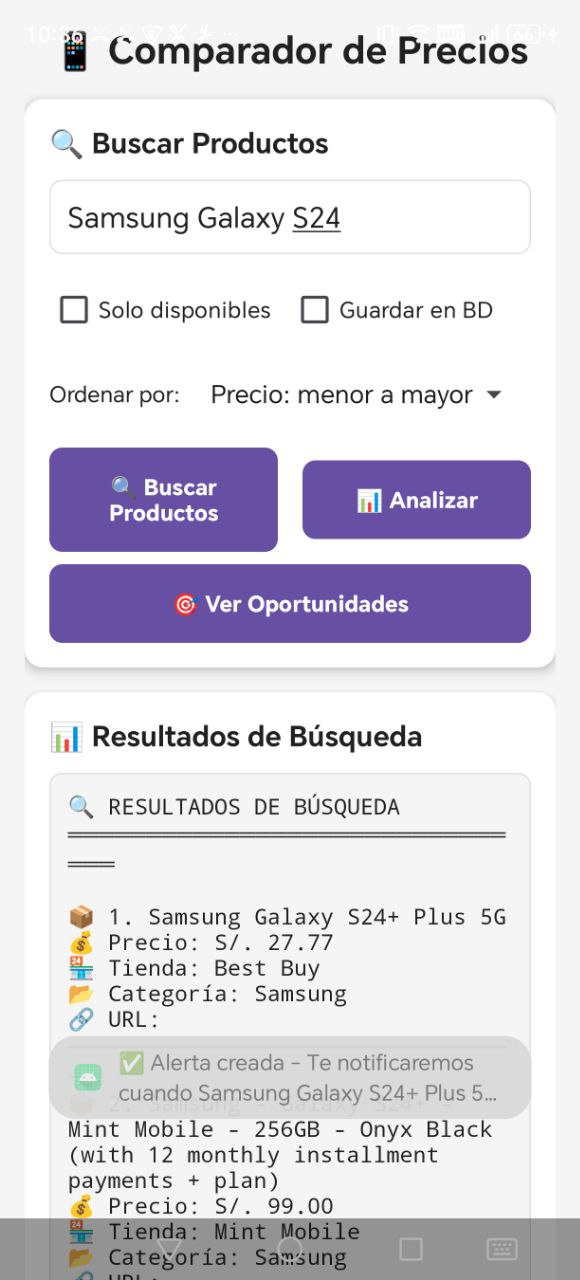 10:36
66
📱 Comparador de Precios
🔍 Buscar Productos
Samsung Galaxy S24
Solo disponibles
Guardar en BD
Ordenar por:
Precio: menor a mayor
🔍 Buscar
Productos
📊 Analizar
🎯 Ver Oportunidades
📊 Resultados de Búsqueda
🔍 RESULTADOS DE BÚSQUEDA
📦 1. Samsung Galaxy S24+ Plus 5G
💰 Precio: S/. 27.77
🏪 Tienda: Best Buy
📂 Categoría: Samsung
🔗 URL:
✅ Alerta creada – Te notificaremos
cuando Samsung Galaxy S24+ Plus 5...
📦 2. Samsung - Galaxy S24+ -
Mint Mobile - 256GB - Onyx Black
(with 12 monthly installment
payments + plan)
💰 Precio: S/. 99.00
🏪 Tienda: Mint Mobile
📂 Categoría: Samsung
🔗 URL: